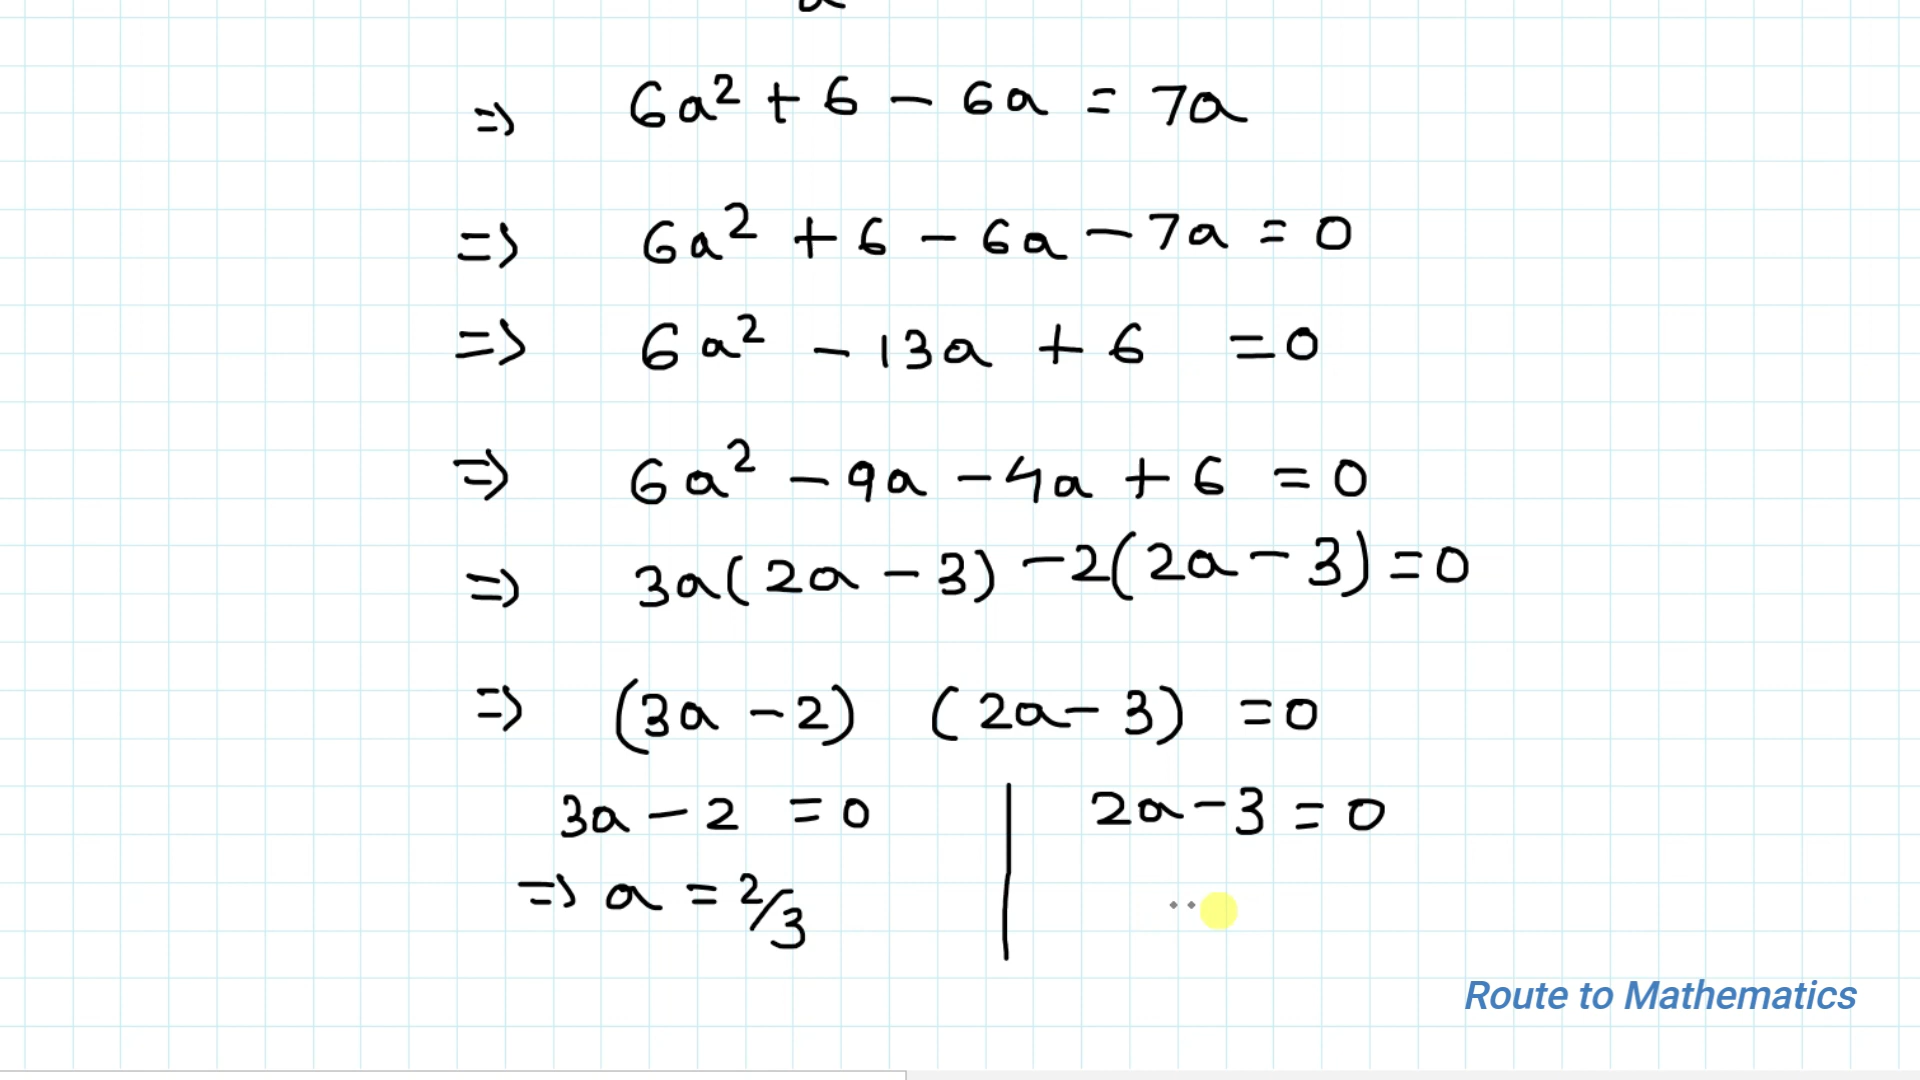 => 6a² + 6 - 6a = 7a
=> 6a² + 6 - 6a - 7a = 0
=> 6a² - 13a + 6 = 0
=> 6a² - 9a - 4a + 6 = 0
=> 3a(2a - 3) - 2(2a - 3) = 0
=> (3a - 2) (2a - 3) = 0
3a - 2 = 0 | 2a - 3 = 0
=> a = 2/3
Route to Mathematics